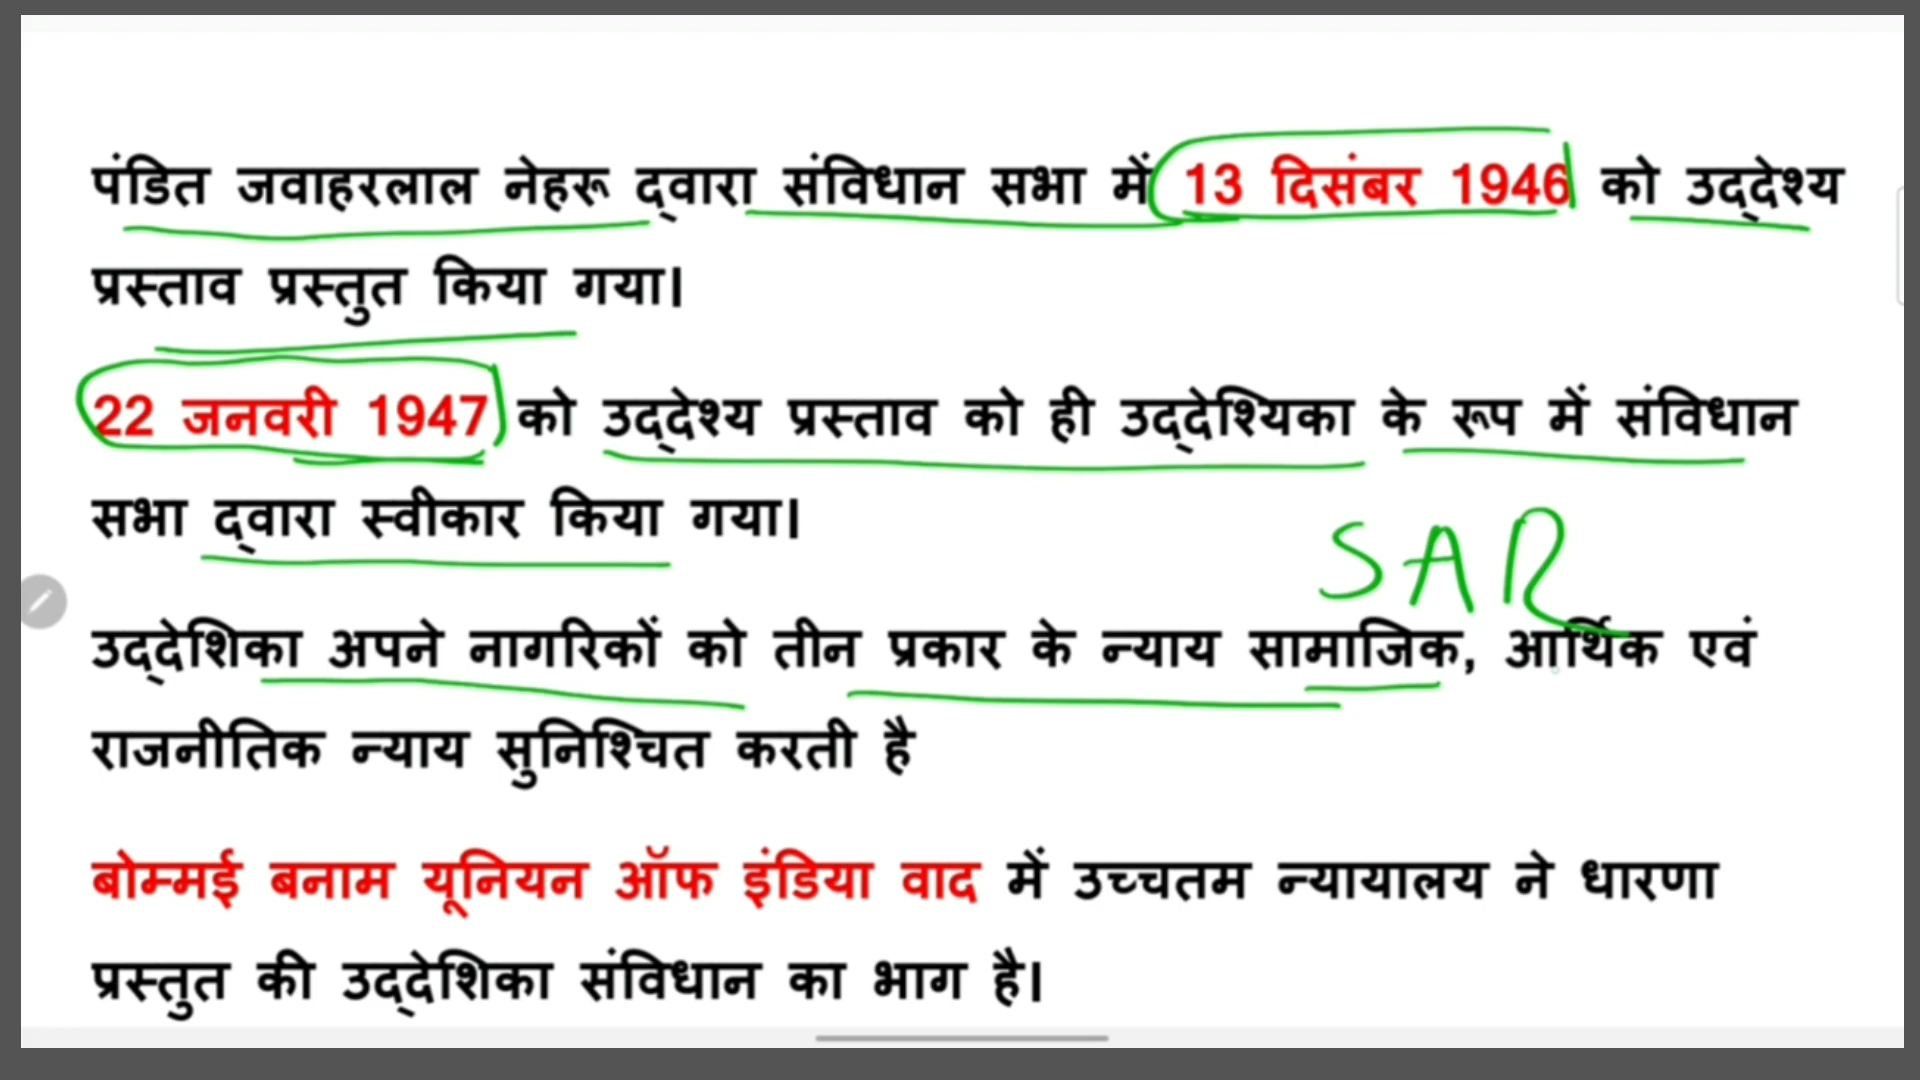 पंडित जवाहरलाल नेहरू द्वारा संविधान सभा में 13 दिसंबर 1946 को उद्देश्य
प्रस्ताव प्रस्तुत किया गया।
22 जनवरी 1947 को उद्देश्य प्रस्ताव को ही उद्देश्यिका के रूप में संविधान
सभा द्वारा स्वीकार किया गया।
SAR
उद्देशिका अपने नागरिकों को तीन प्रकार के न्याय सामाजिक, आर्थिक एवं
राजनीतिक न्याय सुनिश्चित करती है
बोम्मई बनाम यूनियन ऑफ इंडिया वाद में उच्चतम न्यायालय ने धारणा
प्रस्तुत की उद्देशिका संविधान का भाग है।